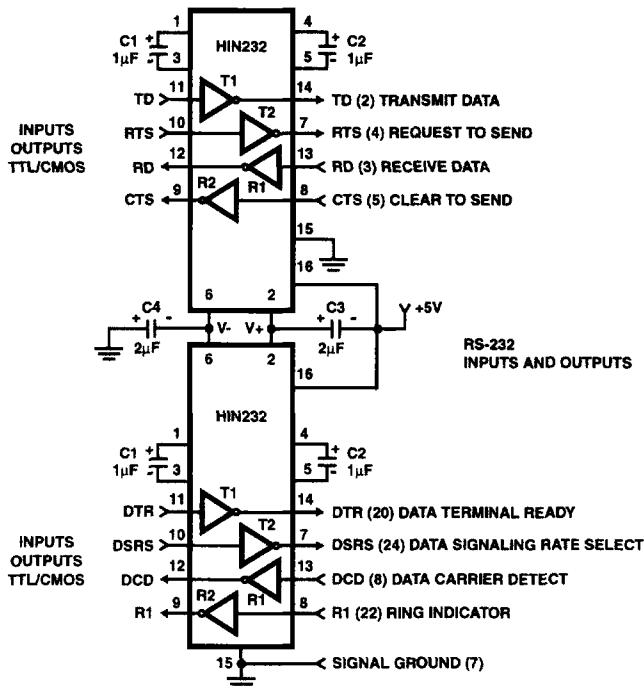 1 HIN232 4
C1 + + C2
1µF - 3 5 - 1µF
T1
TD 11 14 TD (2) TRANSMIT DATA
T2
RTS 10 7 RTS (4) REQUEST TO SEND
INPUTS
OUTPUTS
TTL/CMOS
RD 12 13 RD (3) RECEIVE DATA
R2 R1
CTS 9 8 CTS (5) CLEAR TO SEND
15
16
6 2
C4 C3
+ - V- V+ + - +5V
2µF 2µF
RS-232
INPUTS AND OUTPUTS
6 2
16
HIN232
1 4
C1 + + C2
1µF - 3 5 - 1µF
T1
DTR 11 14 DTR (20) DATA TERMINAL READY
T2
DSRS 10 7 DSRS (24) DATA SIGNALING RATE SELECT
INPUTS
OUTPUTS
TTL/CMOS
DCD 12 13 DCD (8) DATA CARRIER DETECT
R2 R1
R1 9 8 R1 (22) RING INDICATOR
15 SIGNAL GROUND (7)